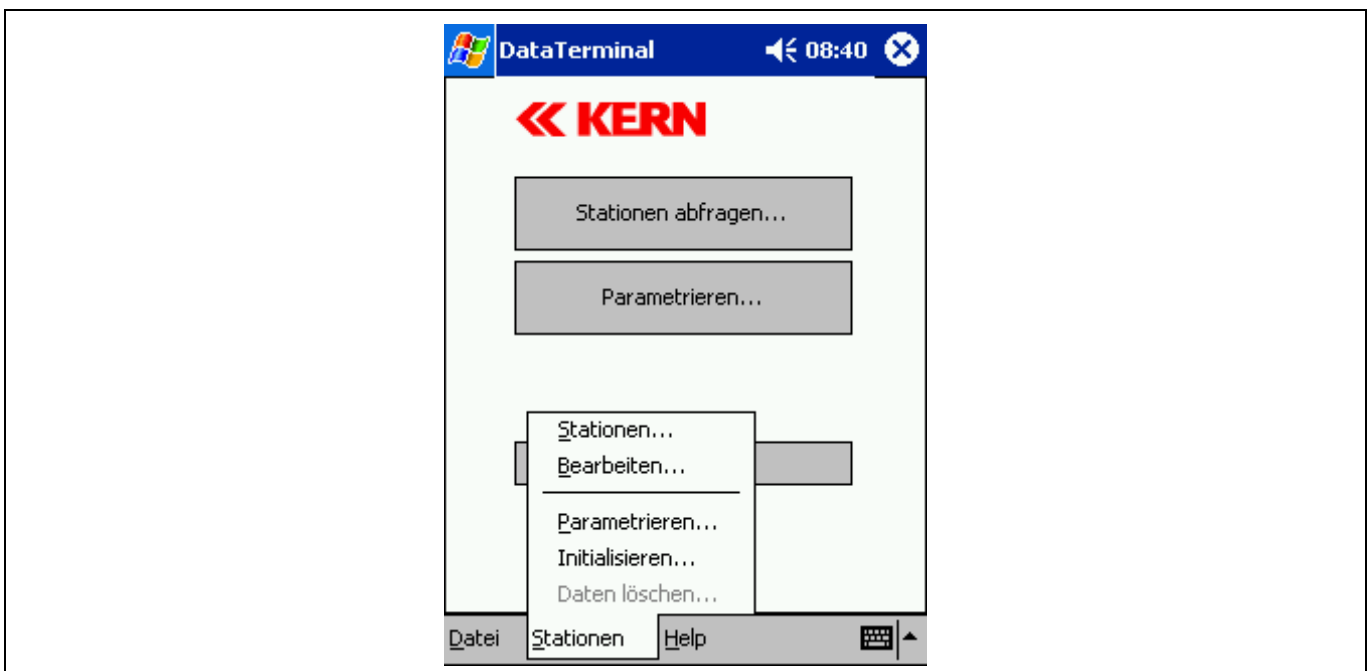 DataTerminal 08:40
KERN
Stationen abfragen...
Parametrieren...
Stationen...
Bearbeiten...
Parametrieren...
Initialisieren...
Daten löschen...
Datei Stationen Help